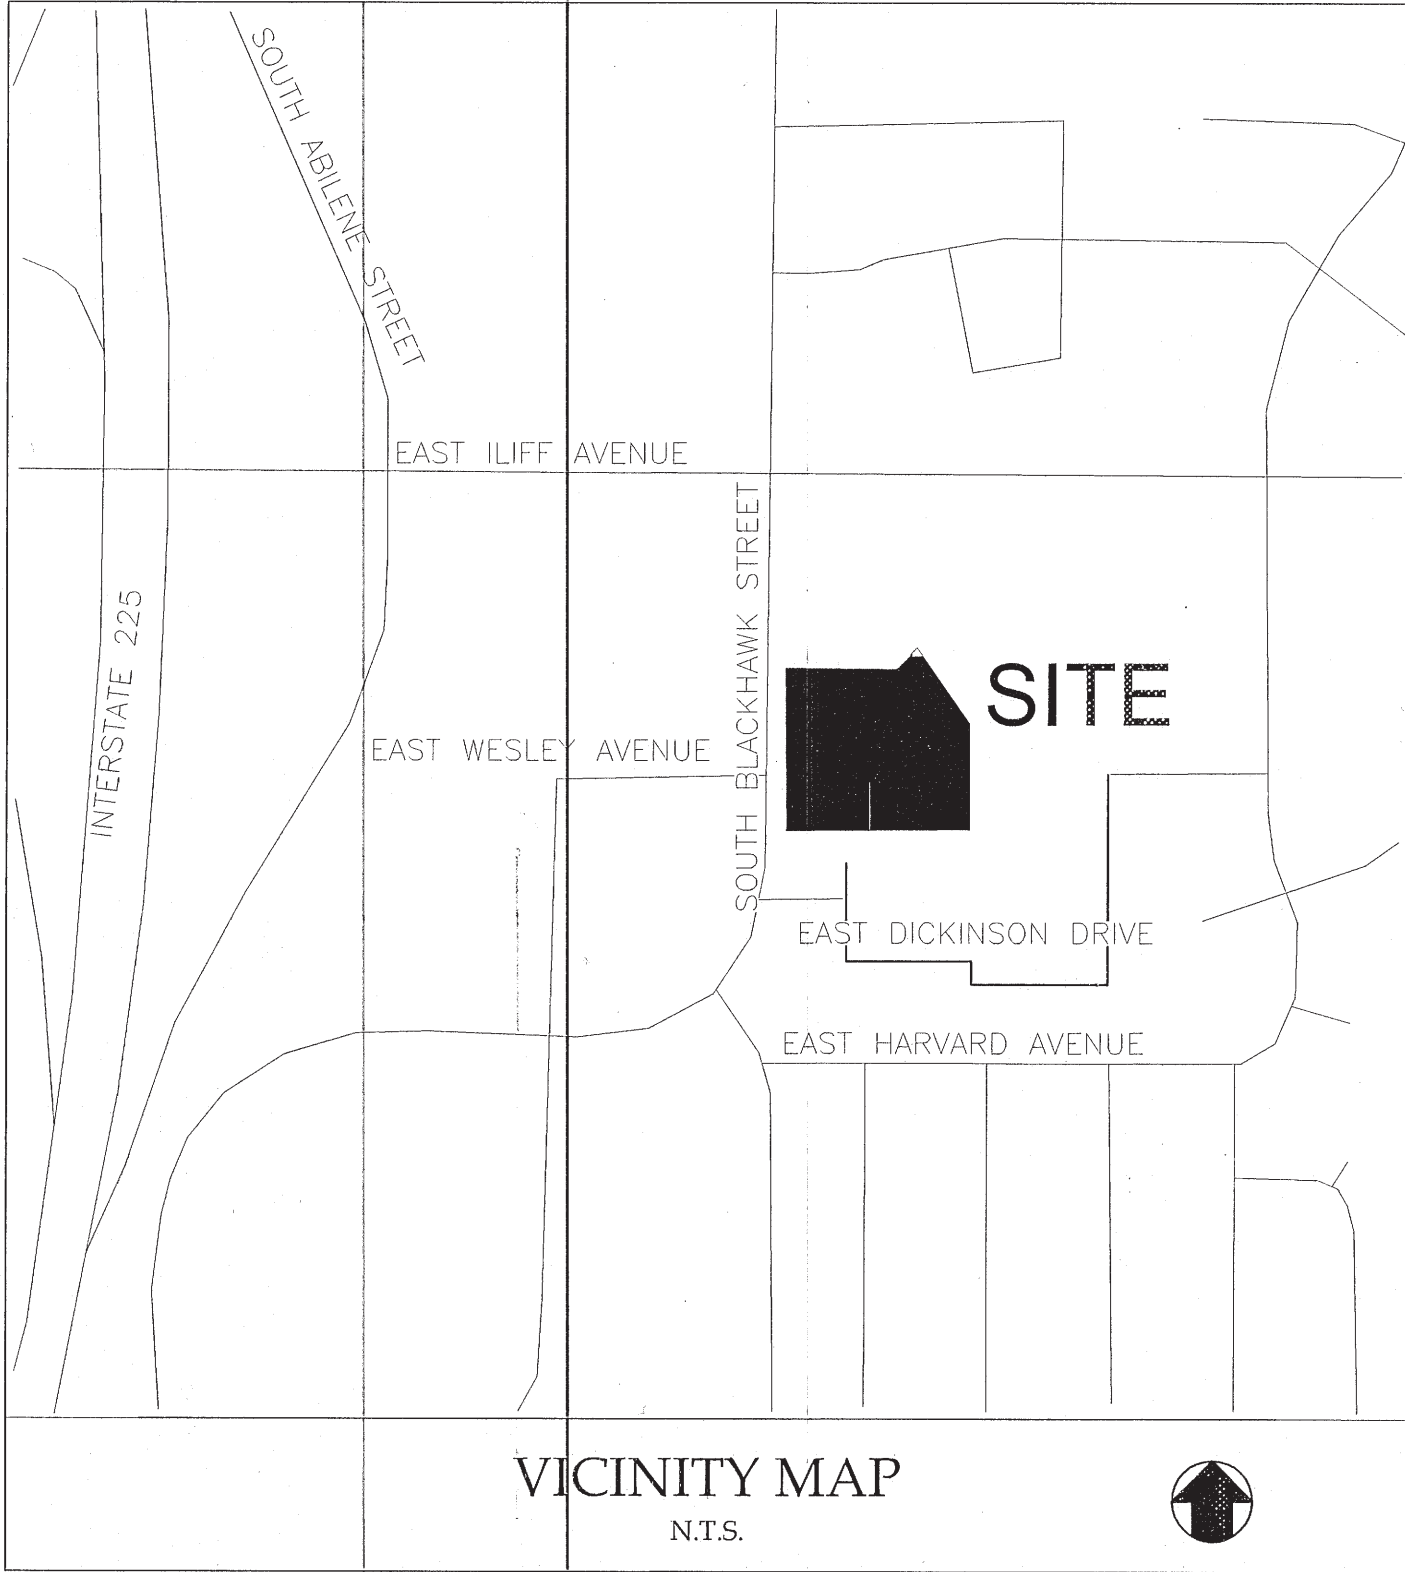 SOUTH ABILENE STREET
EAST ILIFF AVENUE
SOUTH BLACKHAWK STREET
INTERSTATE 225
SITE
EAST WESLEY AVENUE
EAST DICKINSON DRIVE
EAST HARVARD AVENUE
VICINITY MAP
N.T.S.